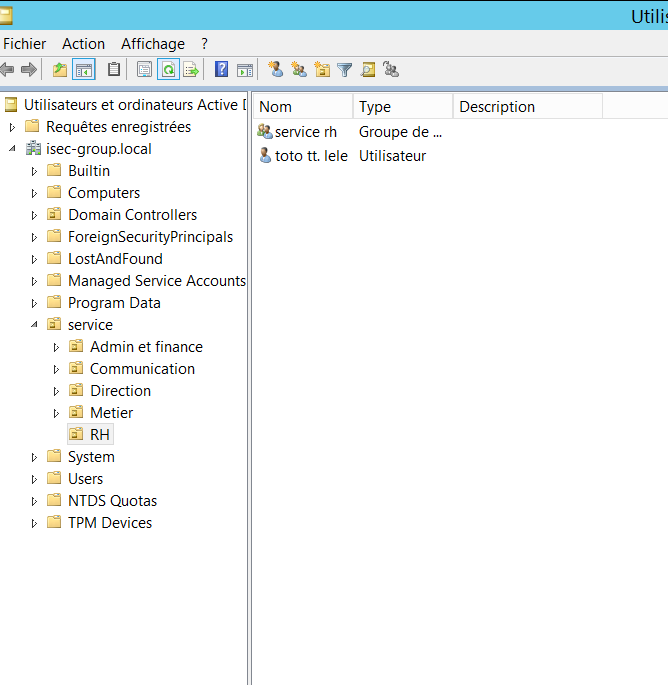 Utilis
Fichier Action Affichage ?
Utilisateurs et ordinateurs Active D
Requêtes enregistrées
isec-group.local
Builtin
Computers
Domain Controllers
ForeignSecurityPrincipals
LostAndFound
Managed Service Accounts
Program Data
service
Admin et finance
Communication
Direction
Metier
RH
System
Users
NTDS Quotas
TPM Devices
Nom Type Description
service rh Groupe de ...
toto tt. lele Utilisateur